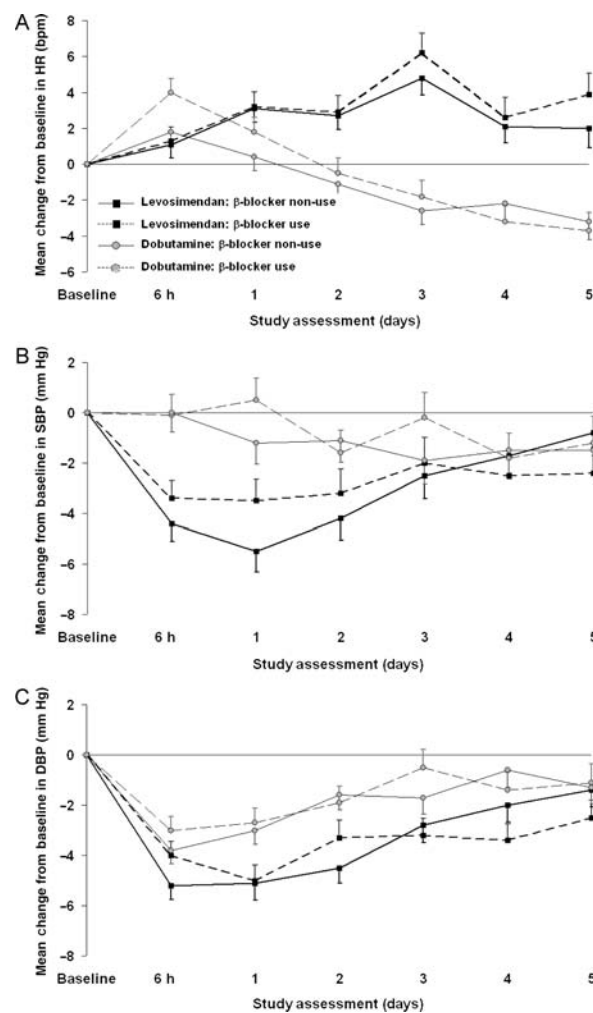 A
Mean change from baseline in HR (bpm)
8
6
4
2
0
−2
−4
−6
Levosimendan: β-blocker non-use
Levosimendan: β-blocker use
Dobutamine: β-blocker non-use
Dobutamine: β-blocker use
Baseline 6 h 1 2 3 4 5
Study assessment (days)
B
Mean change from baseline in SBP (mm Hg)
2
0
−2
−4
−6
−8
Baseline 6 h 1 2 3 4 5
Study assessment (days)
C
Mean change from baseline in DBP (mm Hg)
2
0
−2
−4
−6
−8
Baseline 6 h 1 2 3 4 5
Study assessment (days)